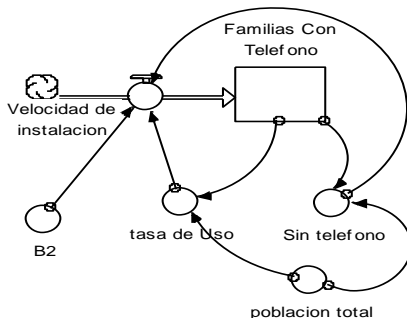 Familias Con
Telefono
Velocidad de
instalacion
B2
tasa de Uso
Sin telefono
poblacion total